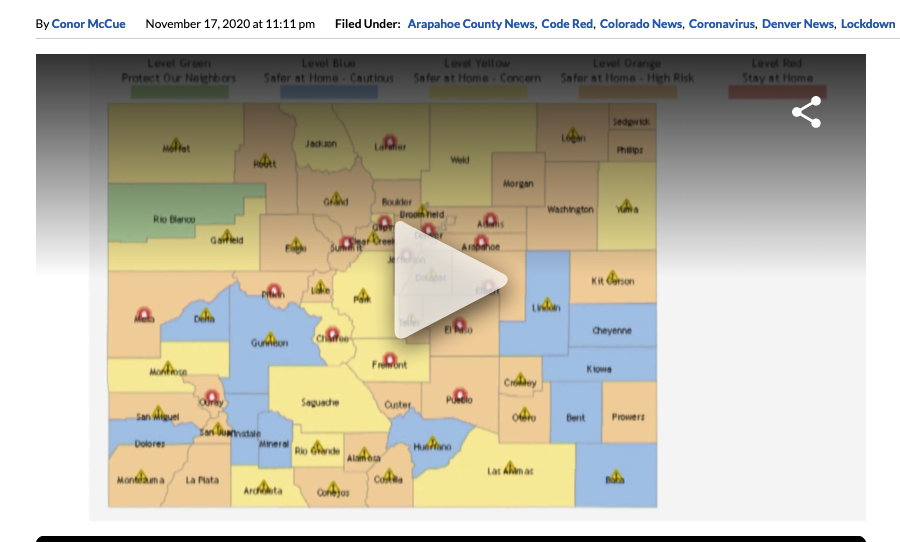 By Conor McCue November 17, 2020 at 11:11 pm Filed Under: Arapahoe County News, Code Red, Colorado News, Coronavirus, Denver News, Lockdown
Level Green Level Blue Level Yellow Level Orange Level Red
Protect Our Neighbors Safer at Home - Cautious Safer at Home - Concern Safer at Home - High Risk Stay at Home
Sedgwick
Moffat Routt Jackson Larimer Weld Logan
Phillips
Morgan
Grand Boulder
Washington Yuma
Rio Blanco Broomfield
Gilpin Adams
Garfield Eagle Summit Clear Creek Denver Arapahoe
Jefferson
Douglas Elbert
Pitkin Lake Park Kit Carson
Lincoln
Mesa Delta Teller El Paso Cheyenne
Gunnison Chaffee
Montrose Fremont Kiowa
Crowley
Ouray Saguache Custer Pueblo
San Miguel Otero Bent Prowers
San Juan Hinsdale
Dolores Mineral Rio Grande Huerfano
Alamosa
Las Animas
Montezuma La Plata Archuleta Conejos Costilla Baca